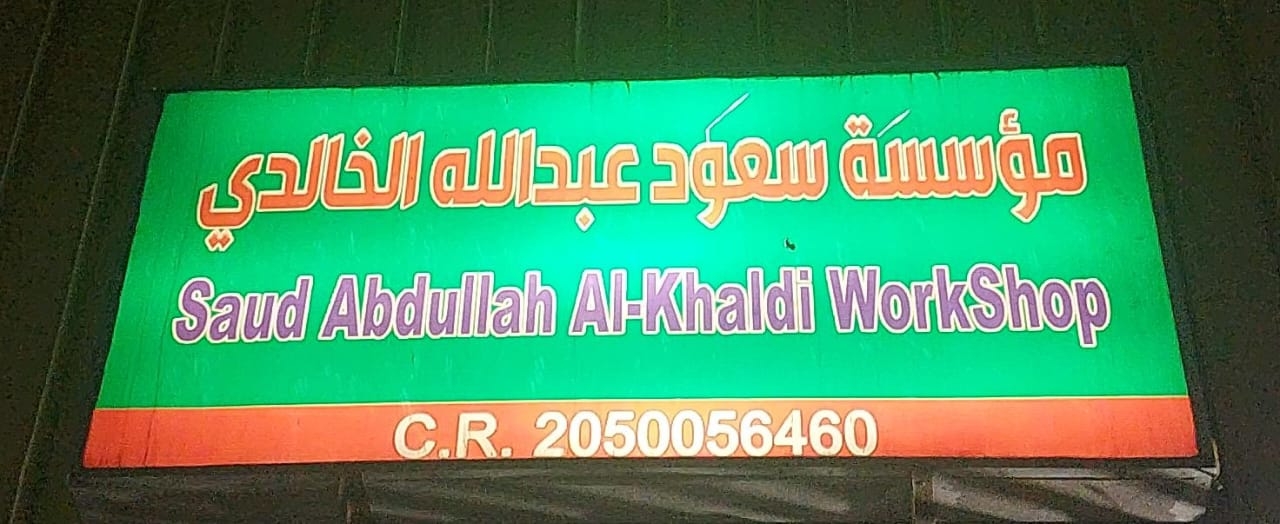 مؤسسة سعود عبدالله الخالدي
Saud Abdullah Al-Khaldi WorkShop
C.R. 2050056460